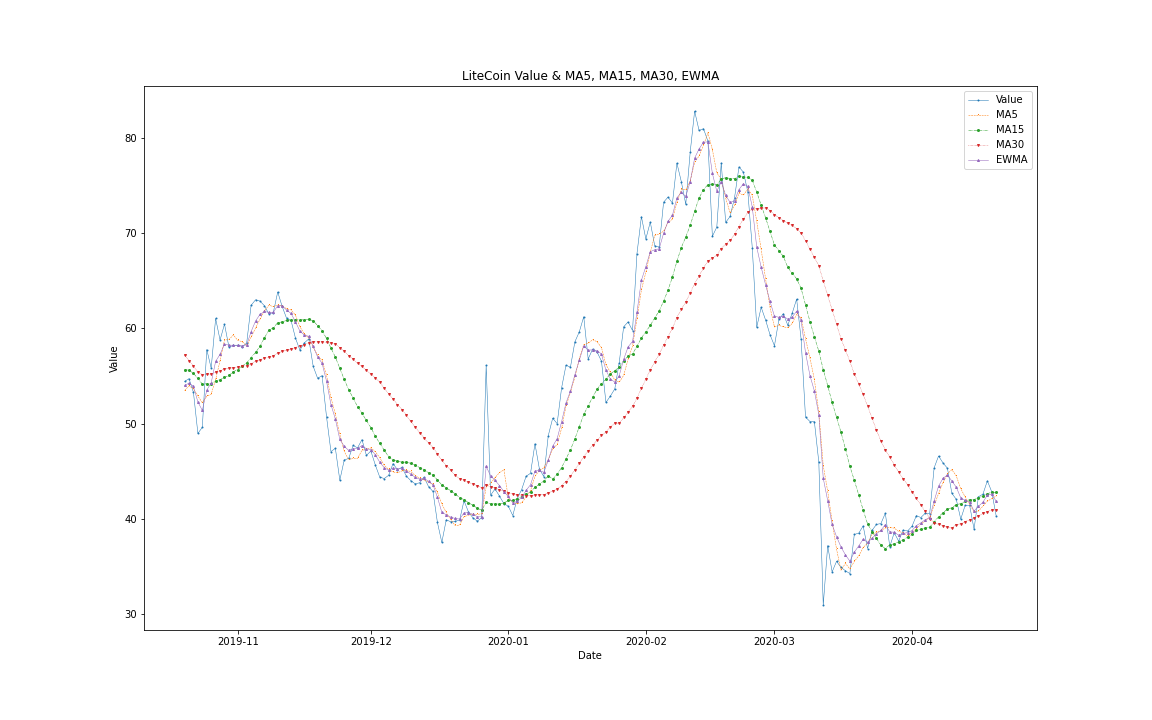 LiteCoin Value & MA5, MA15, MA30, EWMA
Value
MA5
MA15
MA30
EWMA
80
70
60
50
40
30
Value
2019-11
2019-12
2020-01
2020-02
2020-03
2020-04
Date